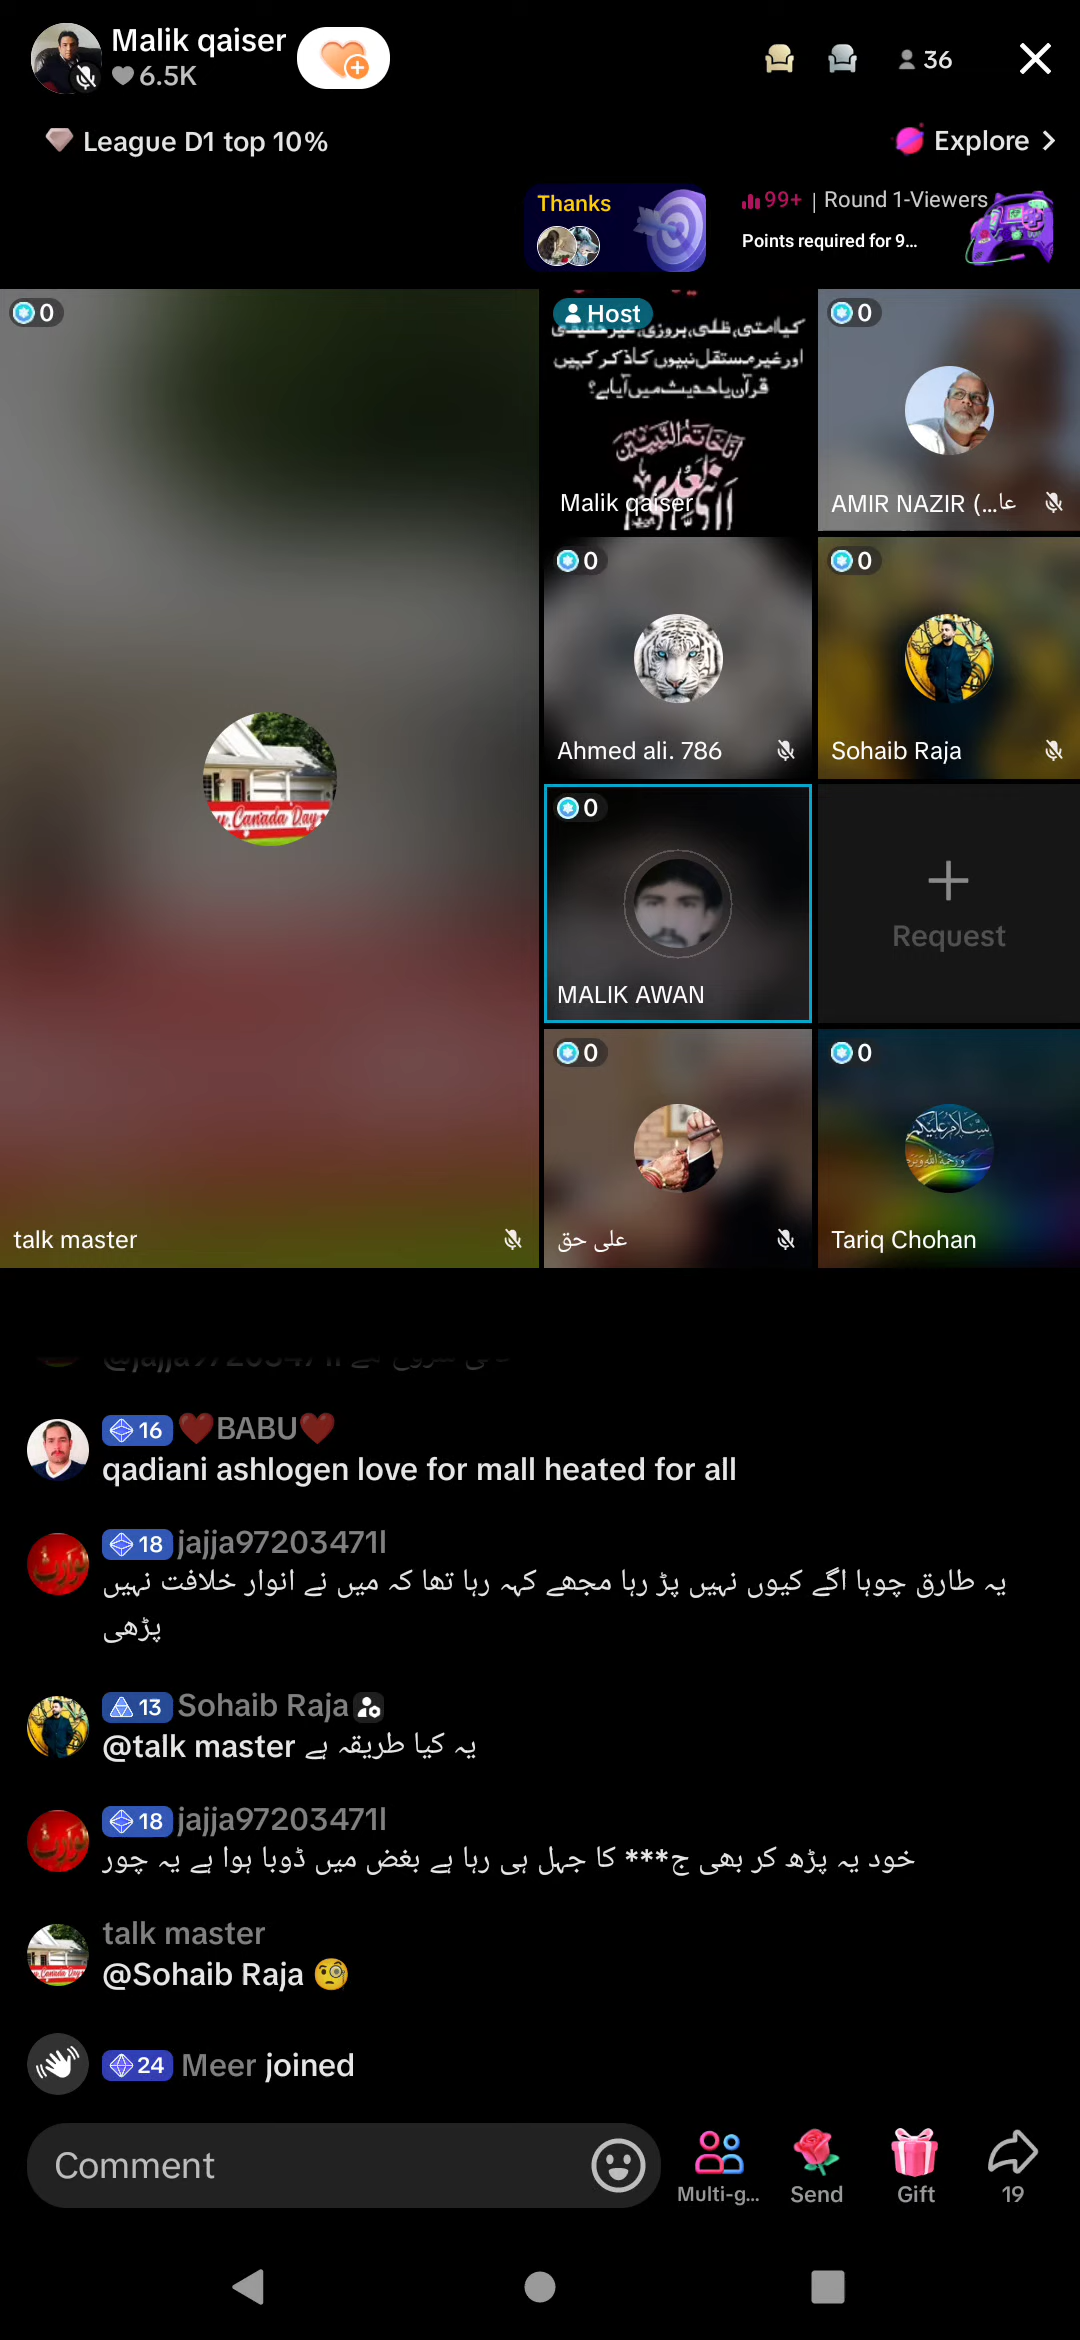 Malik qaiser
6.5K
36
League D1 top 10%
Explore
Thanks
99+ | Round 1-Viewers
Points required for 9...
0
Host
کیا امتی، ظلی، بروزی، غیر حقیقی
اور غیر مستقل نبیوں کا ذکر کہیں
قرآن یا حدیث میں آیا ہے؟
Malik qaiser
0
AMIR NAZIR (...عا
0
Ahmed ali. 786
0
Sohaib Raja
0
MALIK AWAN
Request
0
علی حق
0
Tariq Chohan
talk master
Canada Day
16 ❤️BABU❤️
qadiani ashlogen love for mall heated for all
18 jajja97203471l
یہ طارق چوہا اگے کیوں نہیں پڑ رہا مجھے کہہ رہا تھا کہ میں نے انوار خلافت نہیں
پڑھی
13 Sohaib Raja
@talk master یہ کیا طریقہ ہے
18 jajja97203471l
خود یہ پڑھ کر بھی ج*** کا جہل ہی رہا ہے بغض میں ڈوبا ہوا ہے یہ چور
talk master
@Sohaib Raja 🧐
24 Meer joined
Comment
Multi-g...
Send
Gift
19